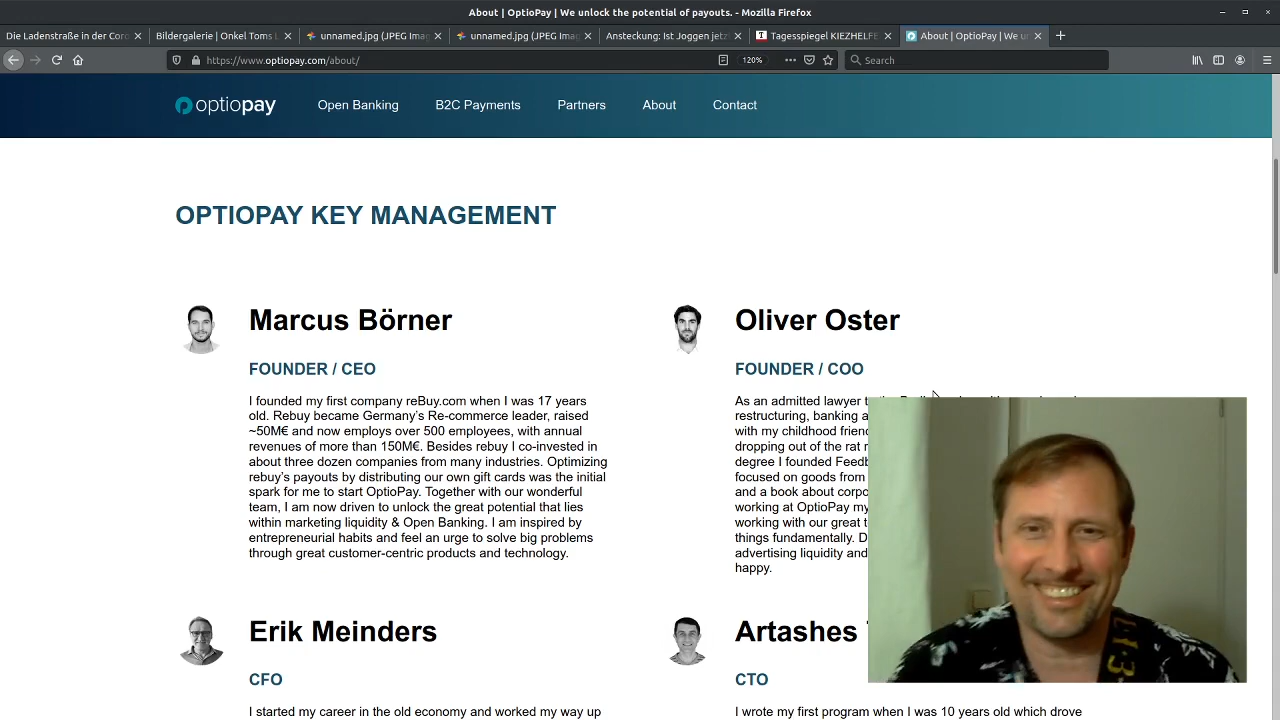 About | OptioPay | We unlock the potential of payouts. - Mozilla Firefox
Die Ladenstraße in der Coro
Bildergalerie | Onkel Toms L
unnamed.jpg (JPEG Imag
unnamed.jpg (JPEG Imag
Ansteckung: Ist Joggen jetz
Tagesspiegel KIEZHELFE
About | OptioPay | We un
https://www.optiopay.com/about/
120%
Search
optiopay
Open Banking
B2C Payments
Partners
About
Contact
OPTIOPAY KEY MANAGEMENT
Marcus Börner
FOUNDER / CEO
I founded my first company reBuy.com when I was 17 years
old. Rebuy became Germany's Re-commerce leader, raised
~50M€ and now employs over 500 employees, with annual
revenues of more than 150M€. Besides rebuy I co-invested in
about three dozen companies from many industries. Optimizing
rebuy's payouts by distributing our own gift cards was the initial
spark for me to start OptioPay. Together with our wonderful
team, I am now driven to unlock the great potential that lies
within marketing liquidity & Open Banking. I am inspired by
entrepreneurial habits and feel an urge to solve big problems
through great customer-centric products and technology.
Oliver Oster
FOUNDER / COO
As an admitted lawyer
restructuring, banking a
with my childhood frien
dropping out of the rat
degree I founded Feed
focused on goods from
and a book about corpo
working at OptioPay my
working with our great
things fundamentally.
advertising liquidity and
happy.
Erik Meinders
CFO
I started my career in the old economy and worked my way up
Artashes
CTO
I wrote my first program when I was 10 years old which drove